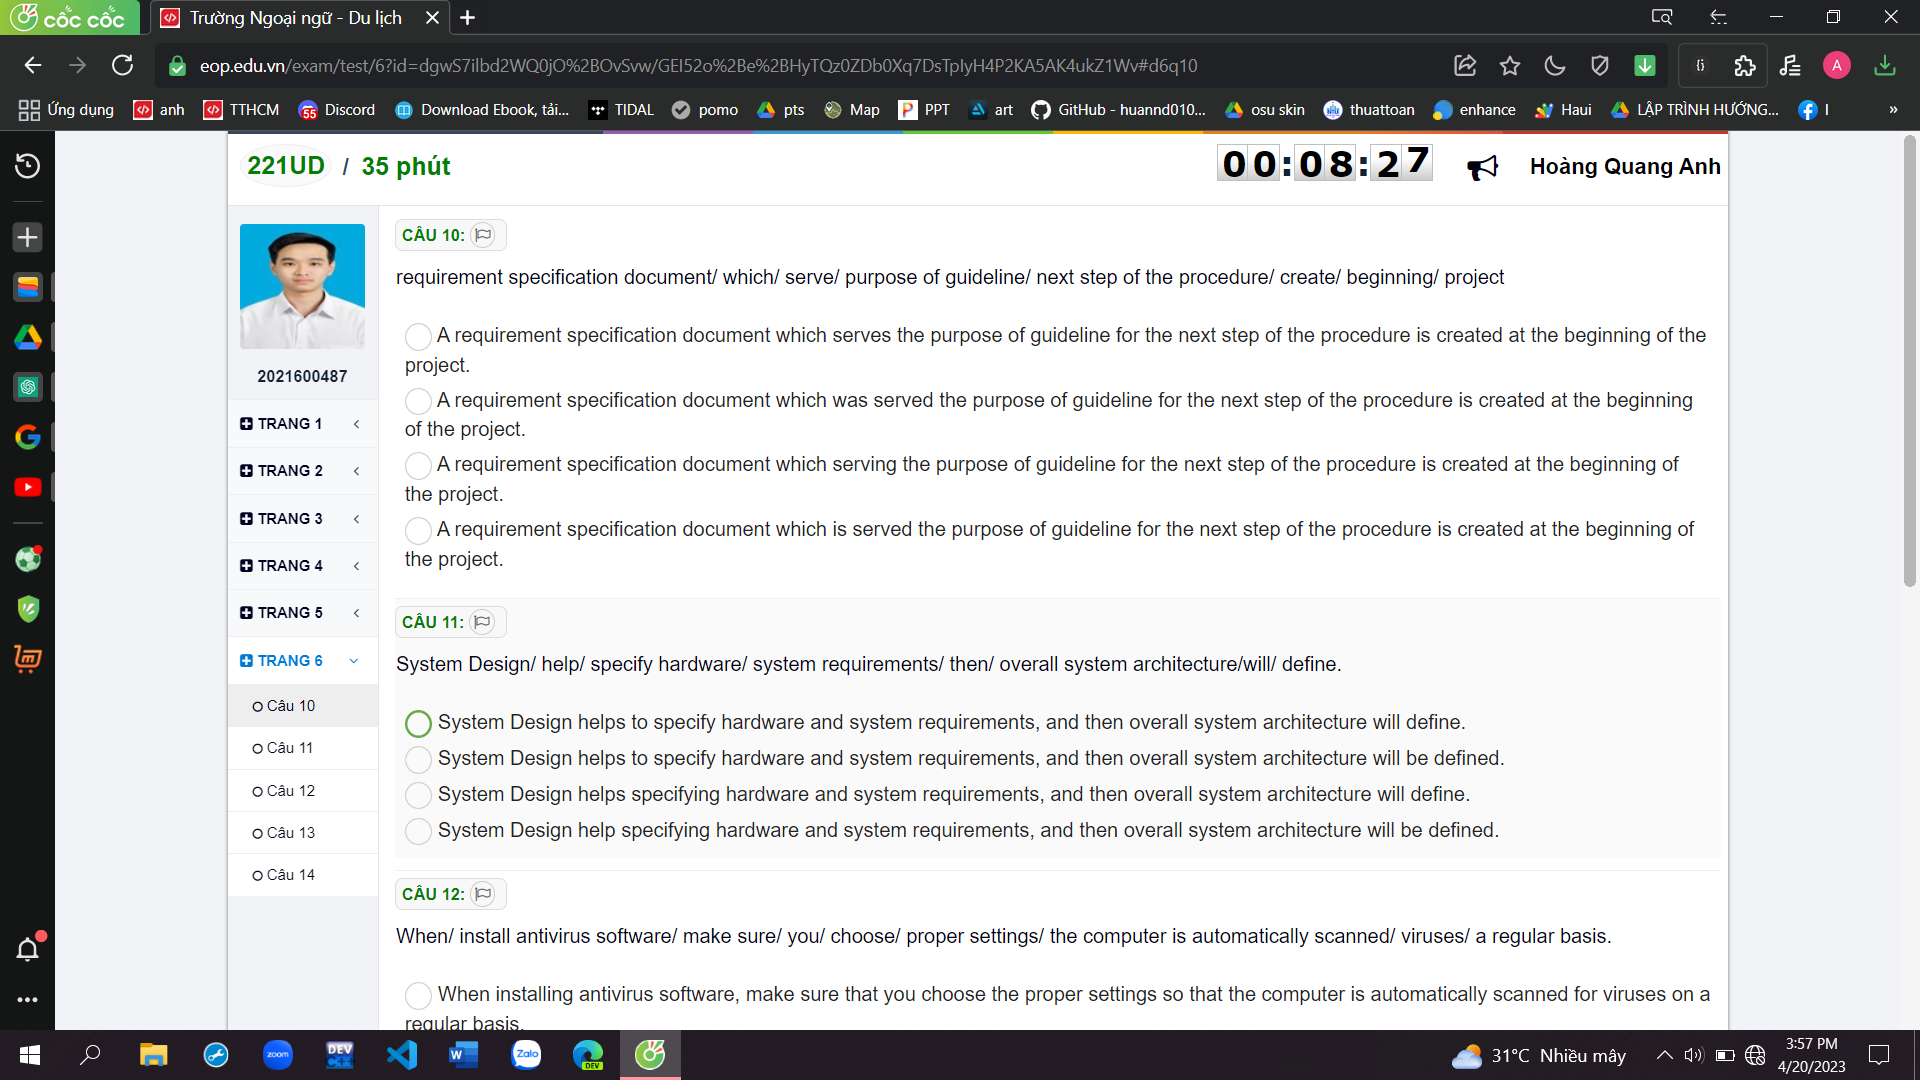 cốc cốc
Trường Ngoại ngữ - Du lịch
eop.edu.vn/exam/test/6?id=dgwS7ilbd2WQ0jO%2BOvSvw/GEI52o%2Be%2BHyTQz0ZDb0Xq7DsTpIyH4P2KA5AK4ukZ1Wv#d6q10
A
Ứng dụng
anh
TTHCM
55
Discord
Download Ebook, tải...
TIDAL
pomo
pts
Map
PPT
art
GitHub - huannd010...
osu skin
thuattoan
enhance
Haui
LẬP TRÌNH HƯỚNG...
I
»
221UD / 35 phút
00:08:27
Hoàng Quang Anh
2021600487
TRANG 1
TRANG 2
TRANG 3
TRANG 4
TRANG 5
TRANG 6
Câu 10
Câu 11
Câu 12
Câu 13
Câu 14
CÂU 10:
requirement specification document/ which/ serve/ purpose of guideline/ next step of the procedure/ create/ beginning/ project
A requirement specification document which serves the purpose of guideline for the next step of the procedure is created at the beginning of the
project.
A requirement specification document which was served the purpose of guideline for the next step of the procedure is created at the beginning
of the project.
A requirement specification document which serving the purpose of guideline for the next step of the procedure is created at the beginning of
the project.
A requirement specification document which is served the purpose of guideline for the next step of the procedure is created at the beginning of
the project.
CÂU 11:
System Design/ help/ specify hardware/ system requirements/ then/ overall system architecture/will/ define.
System Design helps to specify hardware and system requirements, and then overall system architecture will define.
System Design helps to specify hardware and system requirements, and then overall system architecture will be defined.
System Design helps specifying hardware and system requirements, and then overall system architecture will define.
System Design help specifying hardware and system requirements, and then overall system architecture will be defined.
CÂU 12:
When/ install antivirus software/ make sure/ you/ choose/ proper settings/ the computer is automatically scanned/ viruses/ a regular basis.
When installing antivirus software, make sure that you choose the proper settings so that the computer is automatically scanned for viruses on a
regular basis.
zoom
DEV
C++
W
Zalo
DEV
31°C Nhiều mây
3:57 PM
4/20/2023